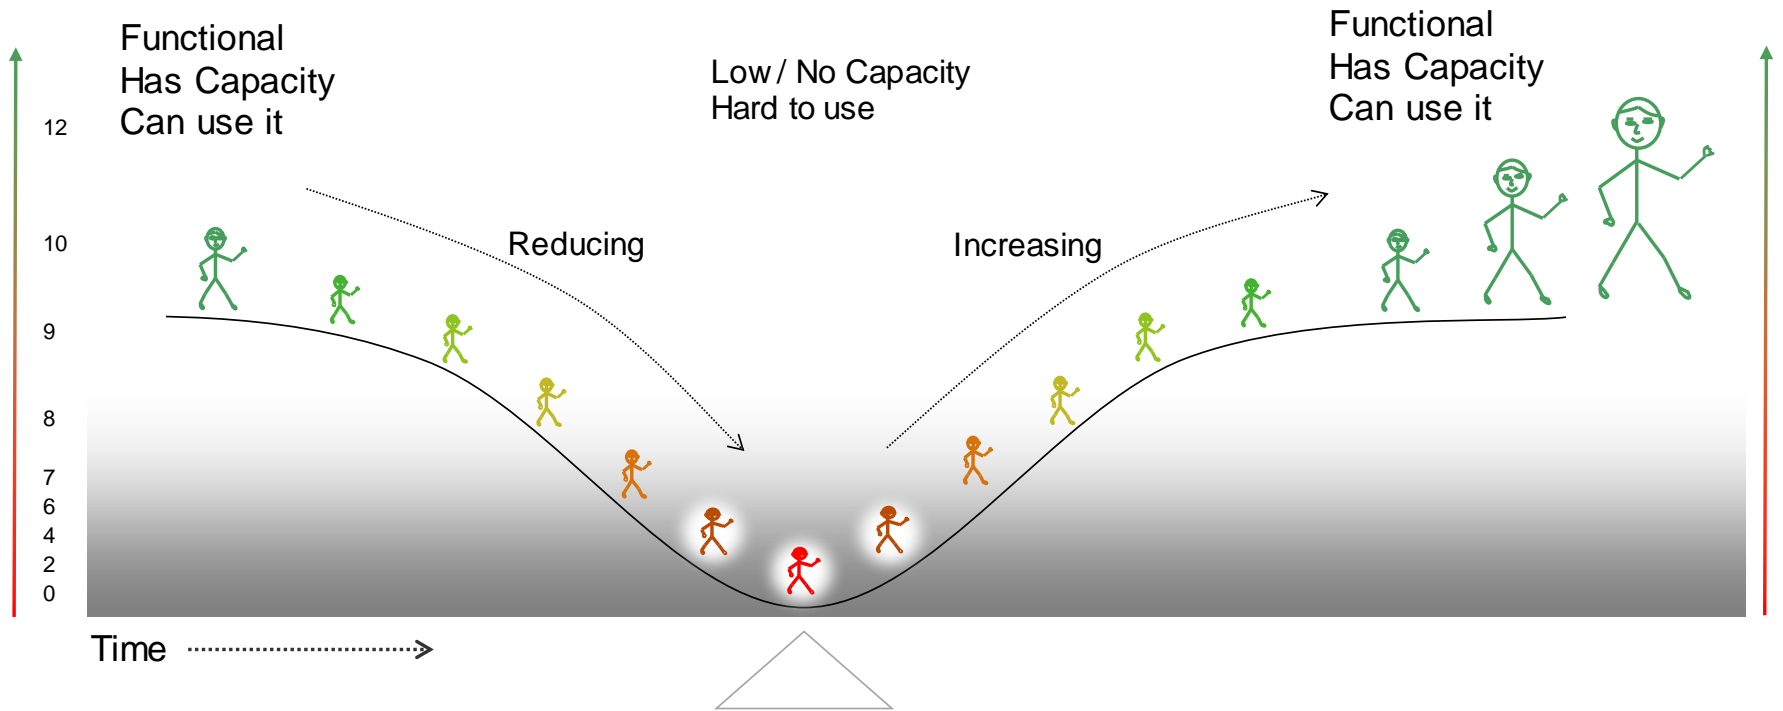 Functional
Has Capacity
Can use it
Low / No Capacity
Hard to use
Functional
Has Capacity
Can use it
12
10
9
8
7
6
4
2
0
Reducing
Increasing
Time